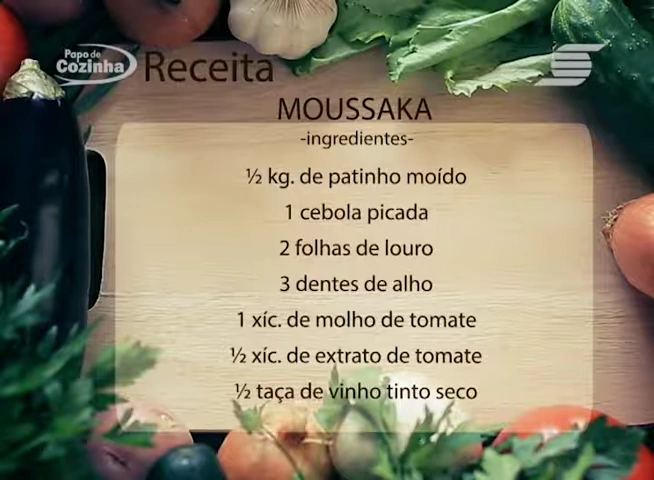 Papo de
Cozinha
Receita
MOUSSAKA
-ingredientes-
½ kg. de patinho moído
1 cebola picada
2 folhas de louro
3 dentes de alho
1 xíc. de molho de tomate
½ xíc. de extrato de tomate
½ taça de vinho tinto seco